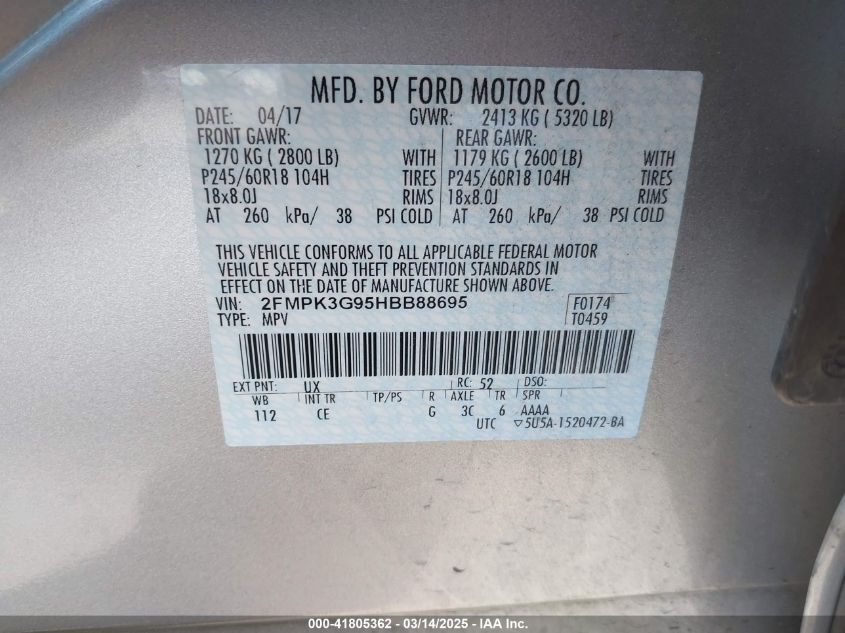 MFD. BY FORD MOTOR CO.
DATE: 04/17 GVWR: 2413 KG ( 5320 LB)
FRONT GAWR: REAR GAWR:
1270 KG ( 2800 LB) WITH 1179 KG ( 2600 LB) WITH
P245/60R18 104H TIRES P245/60R18 104H TIRES
18x8.0J RIMS 18x8.0J RIMS
AT 260 kPa/ 38 PSI COLD AT 260 kPa/ 38 PSI COLD
THIS VEHICLE CONFORMS TO ALL APPLICABLE FEDERAL MOTOR
VEHICLE SAFETY AND THEFT PREVENTION STANDARDS IN
EFFECT ON THE DATE OF MANUFACTURE SHOWN ABOVE.
VIN: 2FMPK3G95HBB88695 F0174
TYPE: MPV T0459
EXT PNT: UX RC: 52 DSO:
WB INT TR TP/PS R AXLE TR SPR
112 CE G 3C 6 AAAA
UTC ▽5U5A-1520472-BA
000-41805362 - 03/14/2025 - IAA Inc.